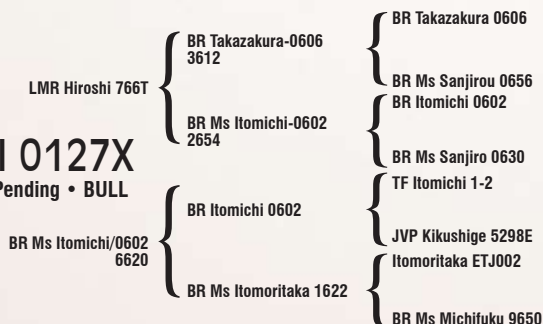 BR Takazakura 0606
BR Takazakura-0606
3612
BR Ms Sanjirou 0656
LMR Hiroshi 766T
BR Itomichi 0602
BR Ms Itomichi-0602
2654
BR Ms Sanjiro 0630
0127X
Pending • BULL
TF Itomichi 1-2
BR Itomichi 0602
JVP Kikushige 5298E
BR Ms Itomichi/0602
6620
Itomoritaka ETJ002
BR Ms Itomoritaka 1622
BR Ms Michifuku 9650